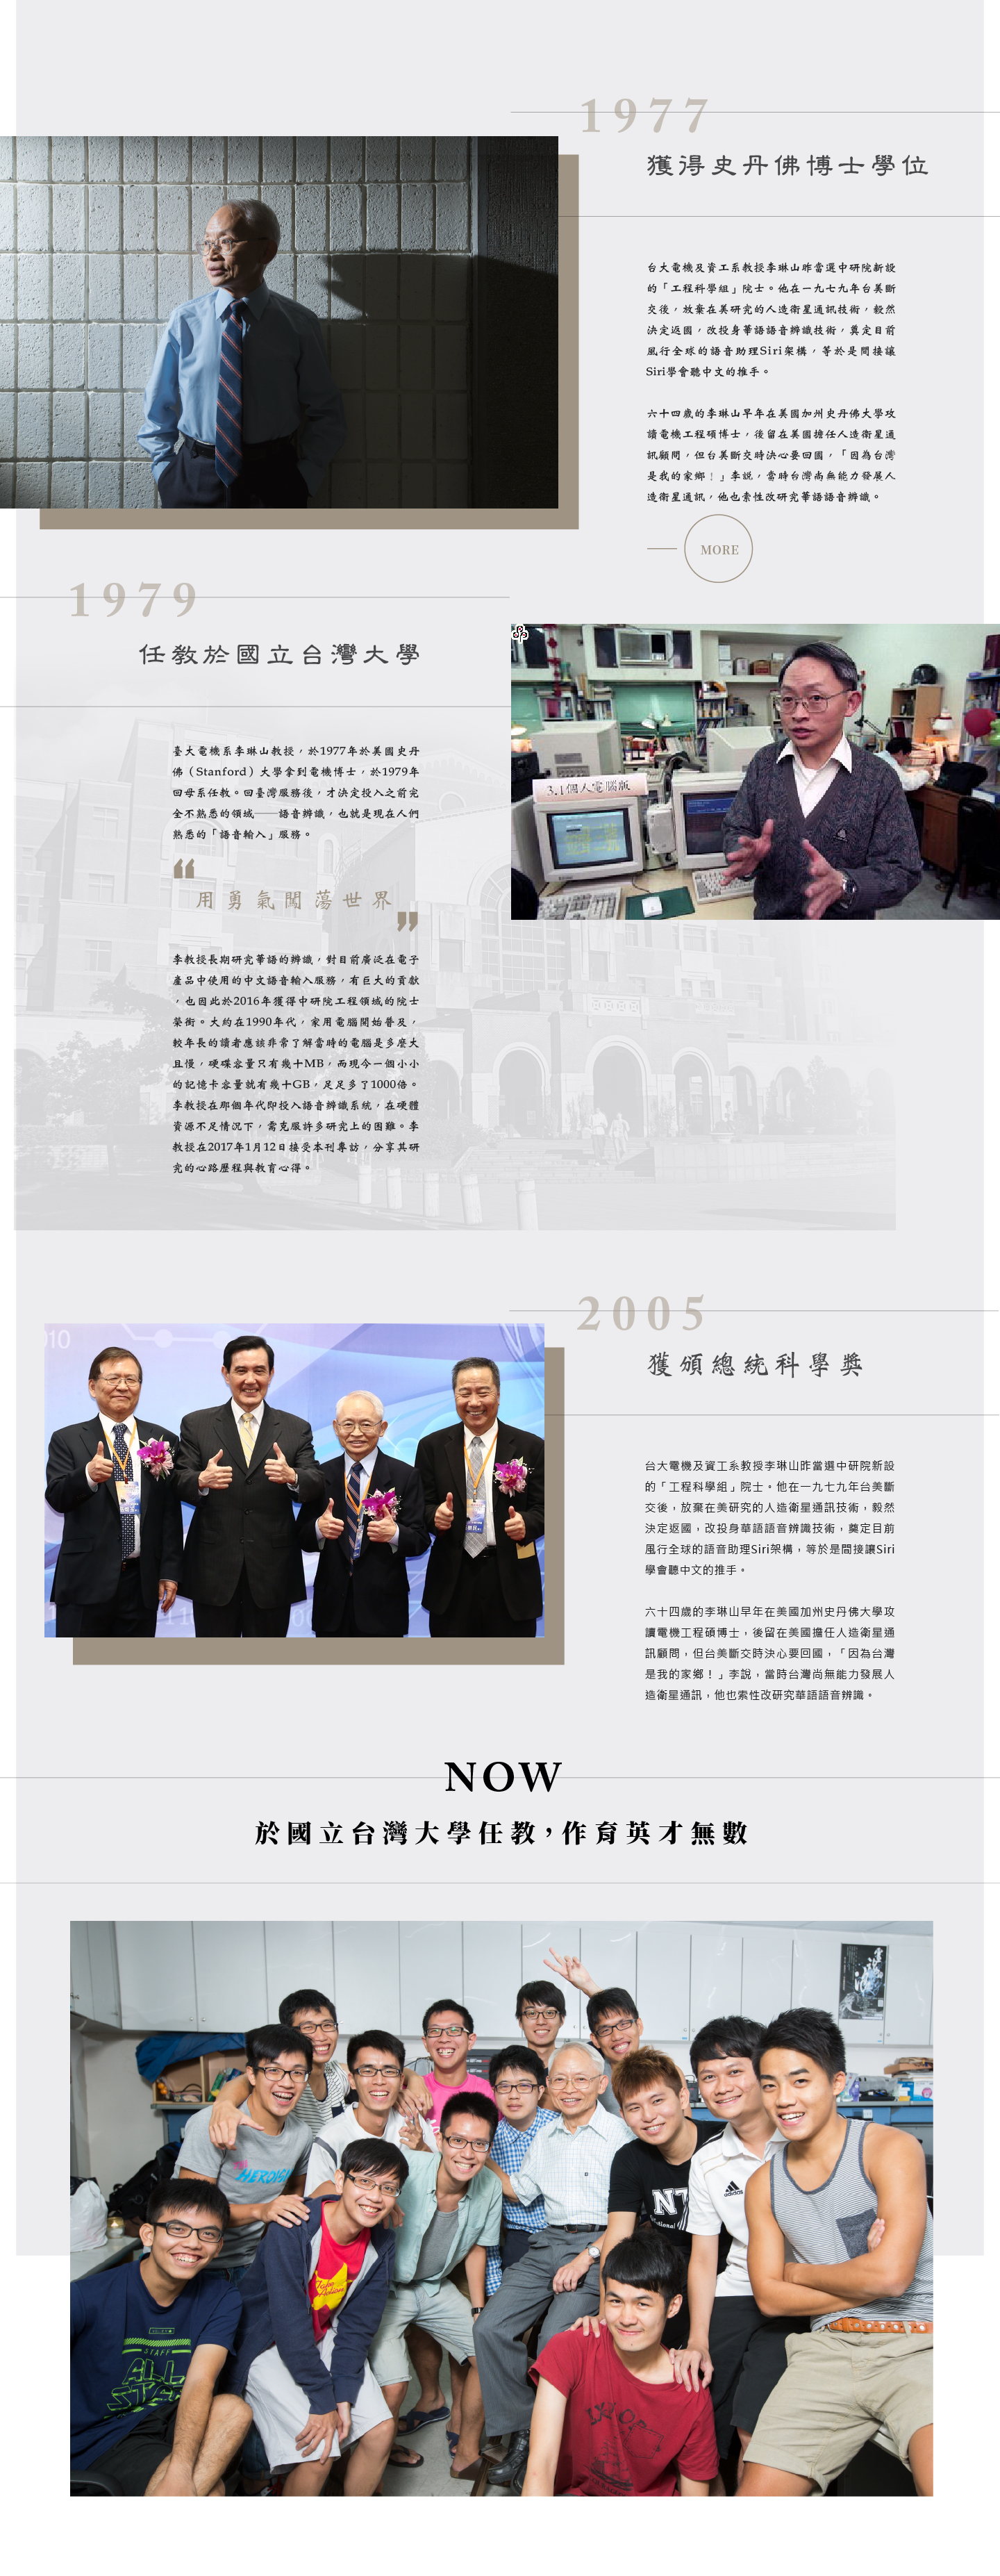 1977
獲得史丹佛博士學位
台大電機及資工系教授李琳山昨當選中研院新設
的「工程科學組」院士。他在一九七九年台美斷
交後，放棄在美研究的人造衛星通訊技術，毅然
決定返國，改投身華語語音辨識技術，奠定目前
風行全球的語音助理Siri架構，等於是間接讓
Siri學會聽中文的推手。
六十四歲的李琳山早年在美國加州史丹佛大學攻
讀電機工程碩博士，後留在美國擔任人造衛星通
訊顧問，但台美斷交時決心要回國，「因為台灣
是我的家鄉！」李說，當時台灣尚無能力發展人
造衛星通訊，他也索性改研究華語語音辨識。
MORE
1979
任教於國立台灣大學
3.1個人電腦版
臺大電機系李琳山教授，於1977年於美國史丹
佛（Stanford）大學拿到電機博士，於1979年
回母系任教。回臺灣服務後，才決定投入之前完
全不熟悉的領域──語音辨識，也就是現在人們
熟悉的「語音輸入」服務。
“
用勇氣闖蕩世界
”
李教授長期研究華語的辨識，對目前廣泛在電子
產品中使用的中文語音輸入服務，有巨大的貢獻
，也因此於2016年獲得中研院工程領域的院士
榮銜。大約在1990年代，家用電腦開始普及，
較年長的讀者應該非常了解當時的電腦是多麼大
且慢，硬碟容量只有幾十MB，而現今一個小小
的記憶卡容量就有幾十GB，足足多了1000倍。
李教授在那個年代即投入語音辨識系統，在硬體
資源不足情況下，需克服許多研究上的困難。李
教授在2017年1月12日接受本刊專訪，分享其研
究的心路歷程與教育心得。
2005
獲頒總統科學獎
台大電機及資工系教授李琳山昨當選中研院新設
的「工程科學組」院士。他在一九七九年台美斷
交後，放棄在美研究的人造衛星通訊技術，毅然
決定返國，改投身華語語音辨識技術，奠定目前
風行全球的語音助理Siri架構，等於是間接讓Siri
學會聽中文的推手。
六十四歲的李琳山早年在美國加州史丹佛大學攻
讀電機工程碩博士，後留在美國擔任人造衛星通
訊顧問，但台美斷交時決心要回國，「因為台灣
是我的家鄉！」李說，當時台灣尚無能力發展人
造衛星通訊，他也索性改研究華語語音辨識。
NOW
於國立台灣大學任教，作育英才無數
adidas
STAFF